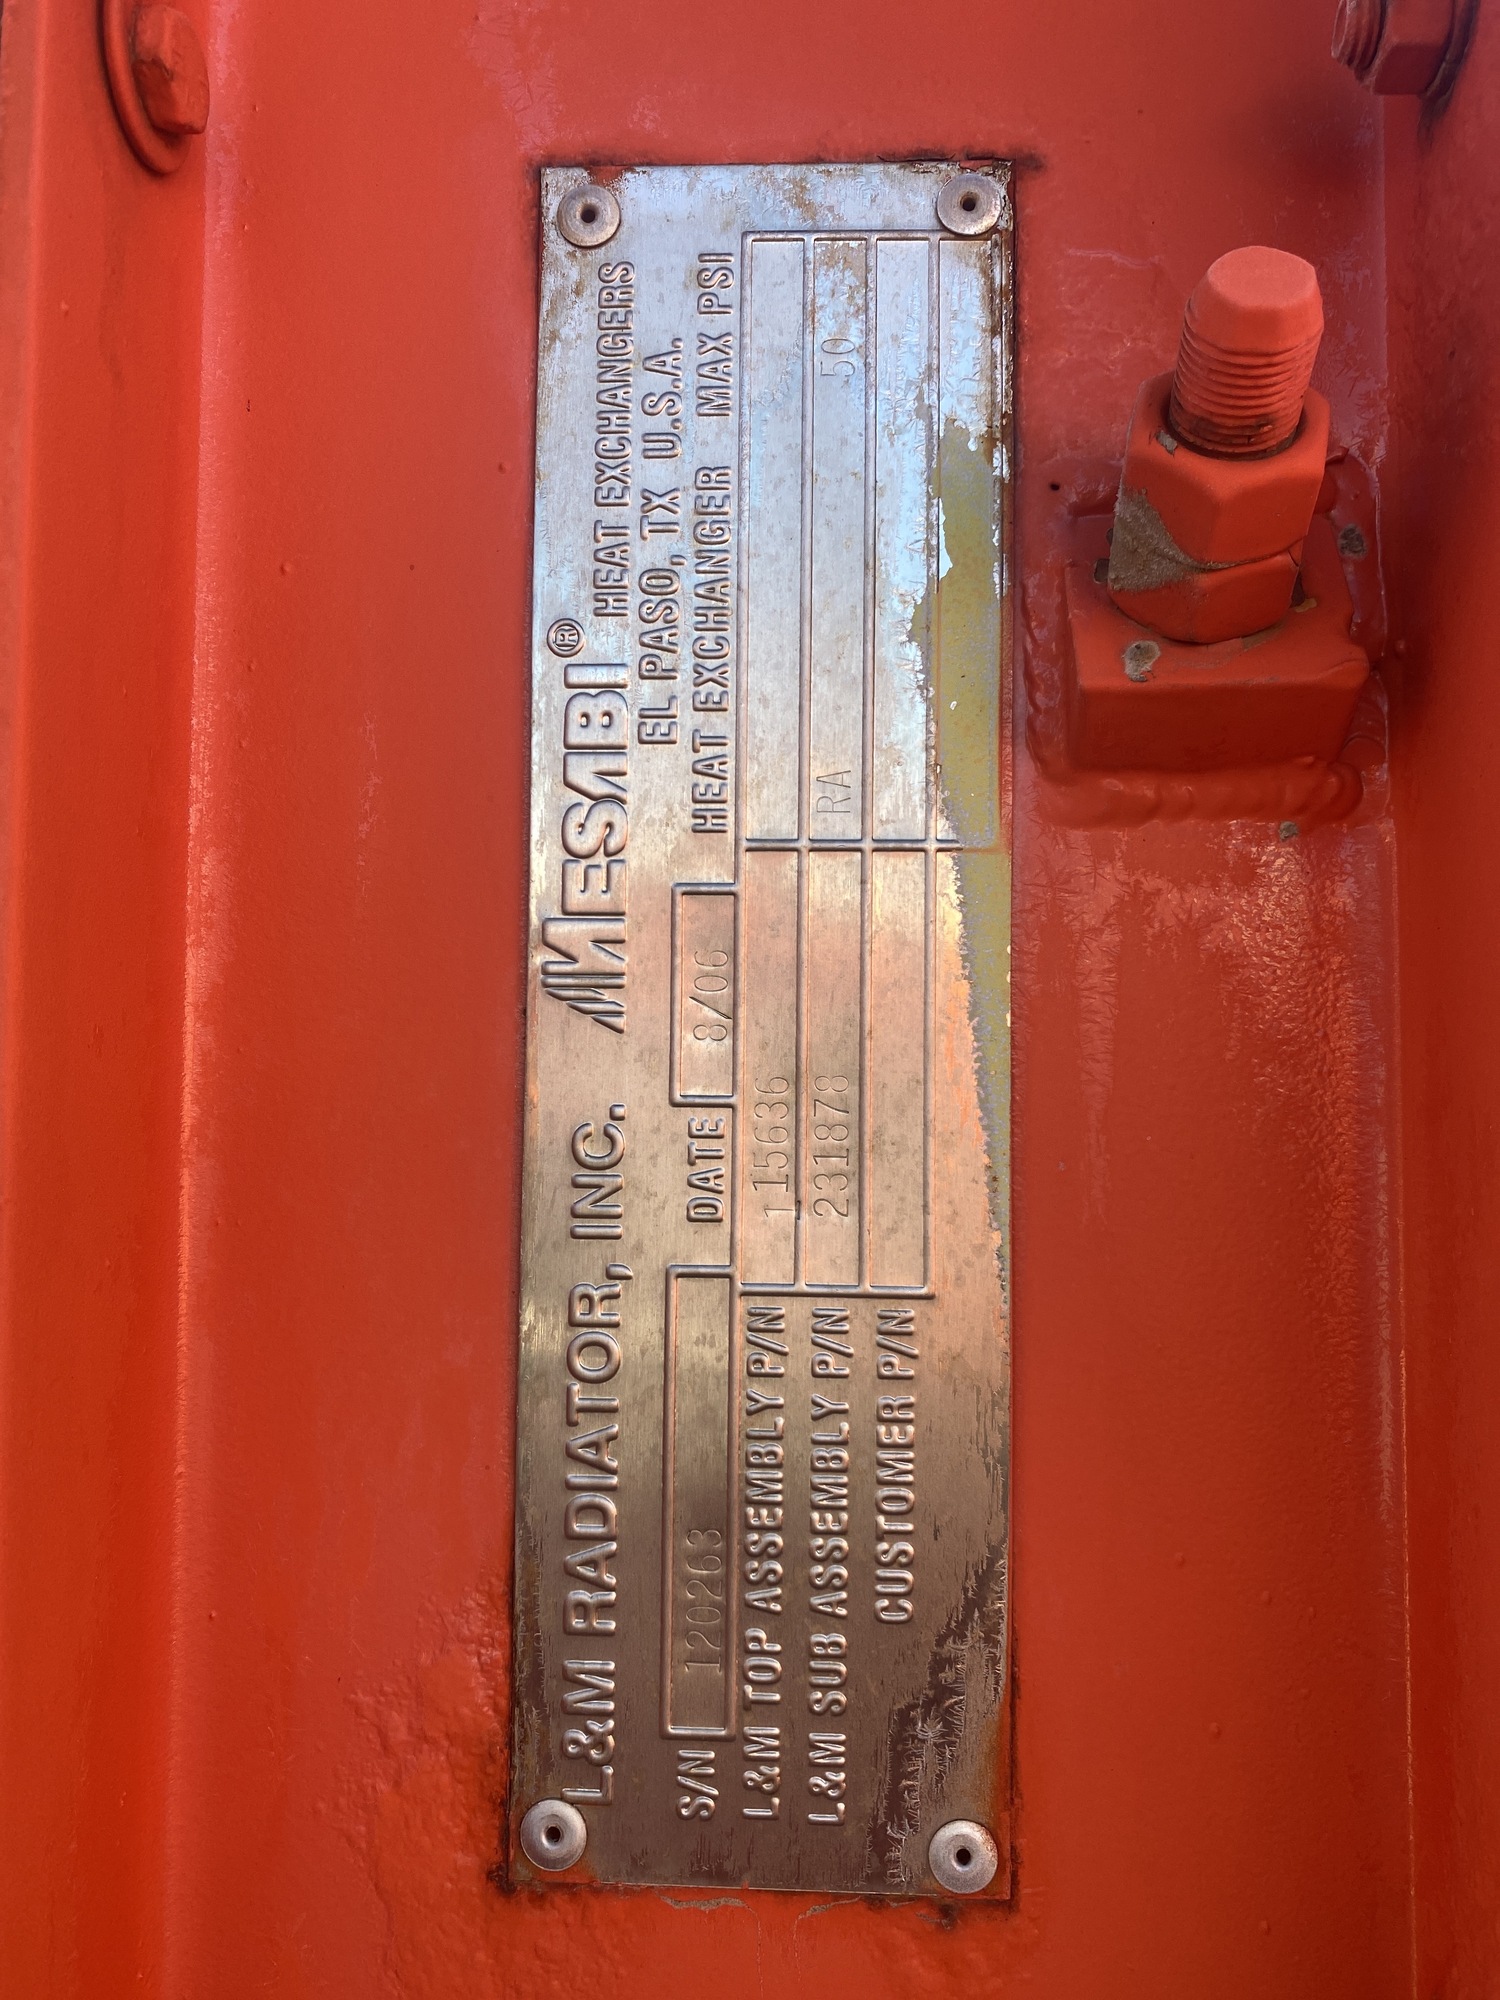 L&M RADIATOR, INC. MESABI® HEAT EXCHANGERS
EL PASO, TX U.S.A.
S/N 120263 DATE 8/06 HEAT EXCHANGER MAX PSI
L&M TOP ASSEMBLY P/N 115636
L&M SUB ASSEMBLY P/N 231878 RA 50
CUSTOMER P/N